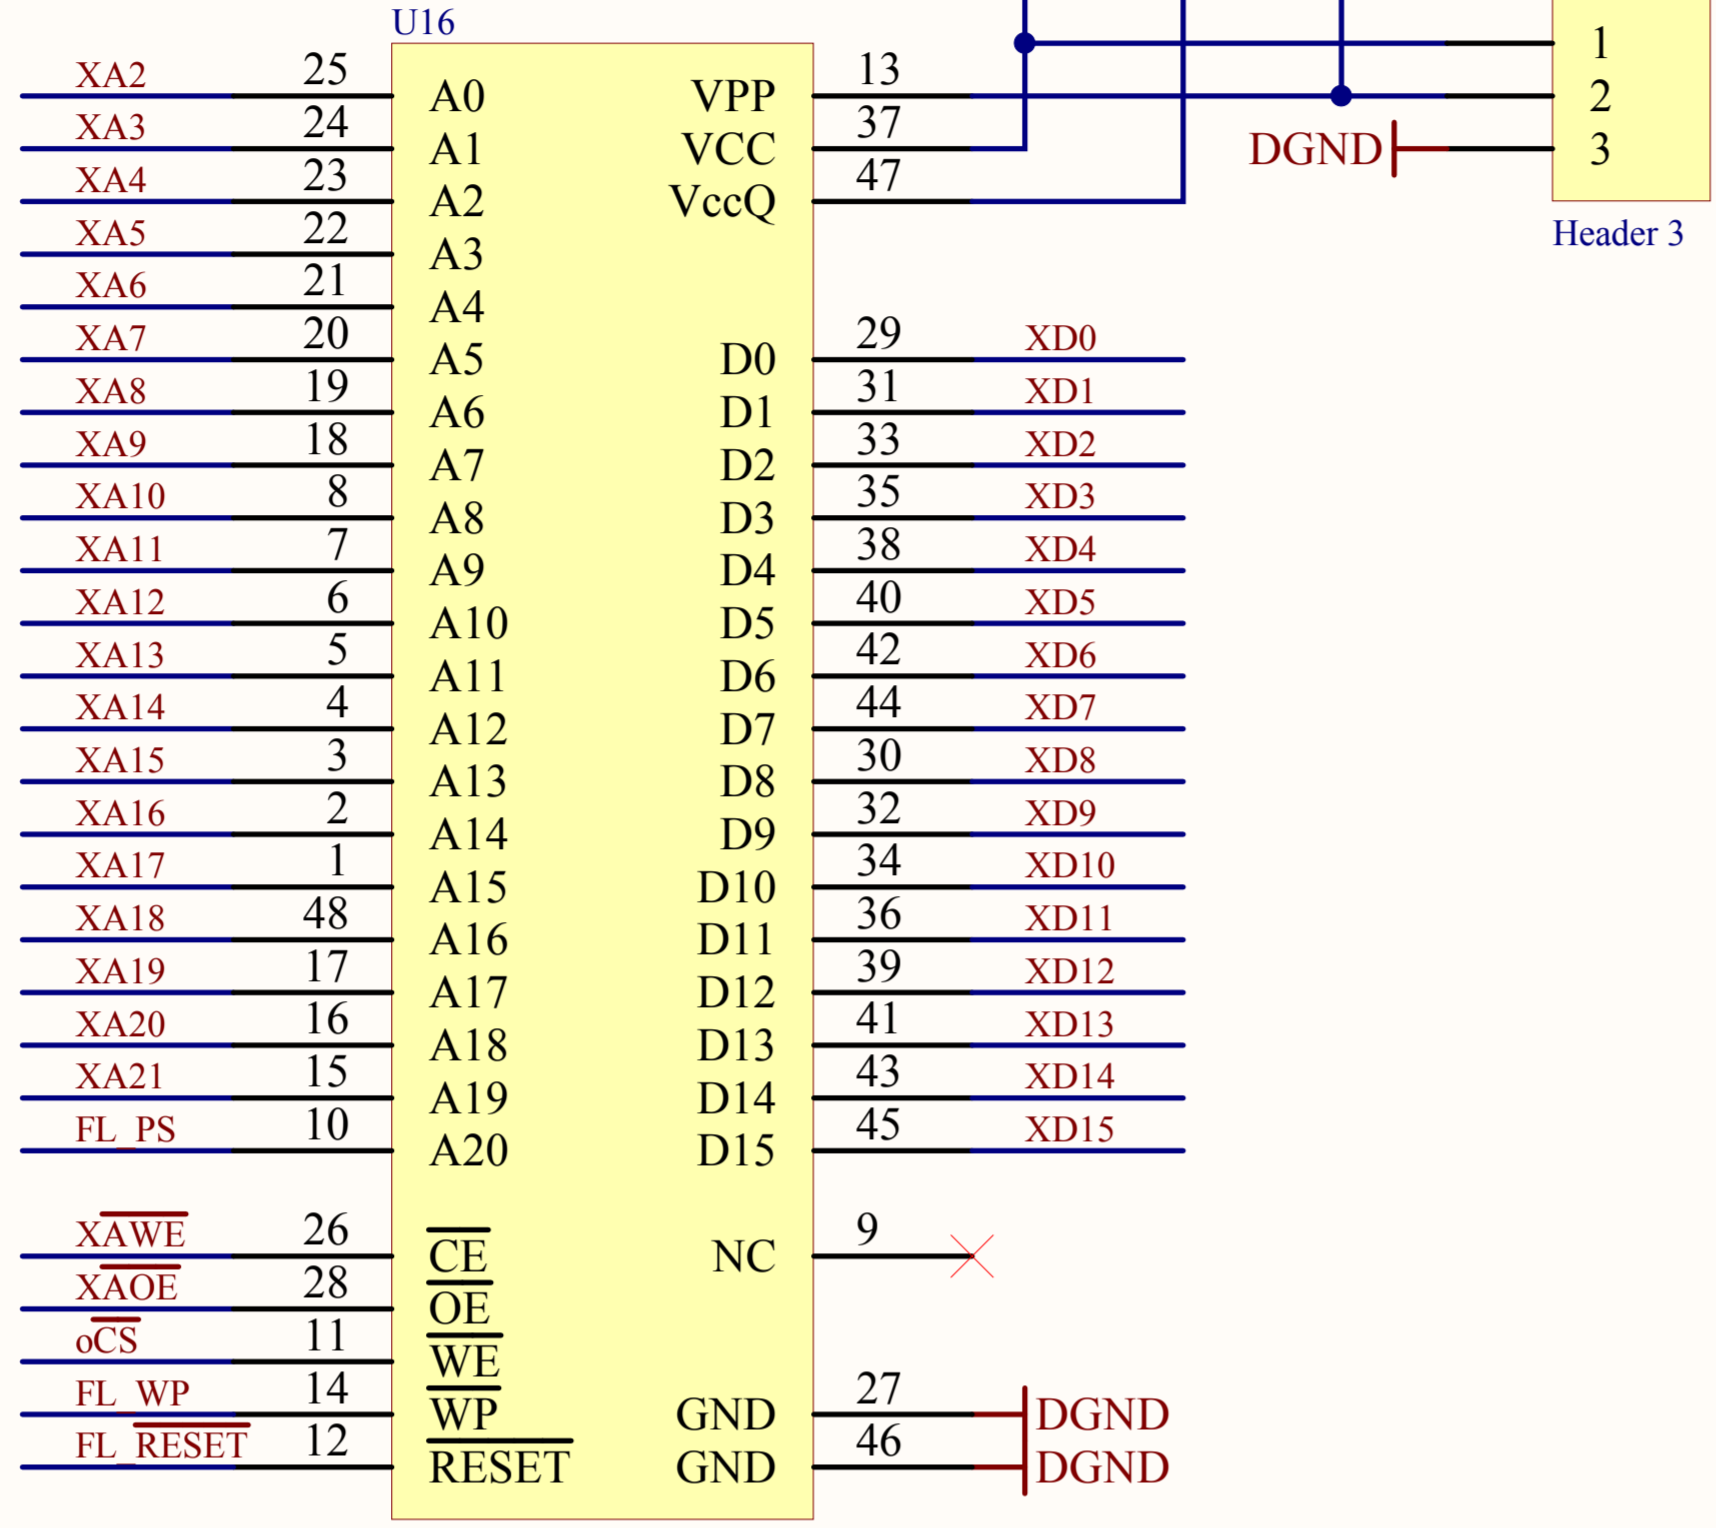 U16
XA2 25 A0 VPP 13 1
XA3 24 A1 VCC 37 2
XA4 23 A2 VccQ 47 DGND 3
XA5 22 A3 Header 3
XA6 21 A4
XA7 20 A5 D0 29 XD0
XA8 19 A6 D1 31 XD1
XA9 18 A7 D2 33 XD2
XA10 8 A8 D3 35 XD3
XA11 7 A9 D4 38 XD4
XA12 6 A10 D5 40 XD5
XA13 5 A11 D6 42 XD6
XA14 4 A12 D7 44 XD7
XA15 3 A13 D8 30 XD8
XA16 2 A14 D9 32 XD9
XA17 1 A15 D10 34 XD10
XA18 48 A16 D11 36 XD11
XA19 17 A17 D12 39 XD12
XA20 16 A18 D13 41 XD13
XA21 15 A19 D14 43 XD14
FL_PS 10 A20 D15 45 XD15
XAWE 26 CE NC 9
XAOE 28 OE
oCS 11 WE
FL_WP 14 WP GND 27 DGND
FL_RESET 12 RESET GND 46 DGND